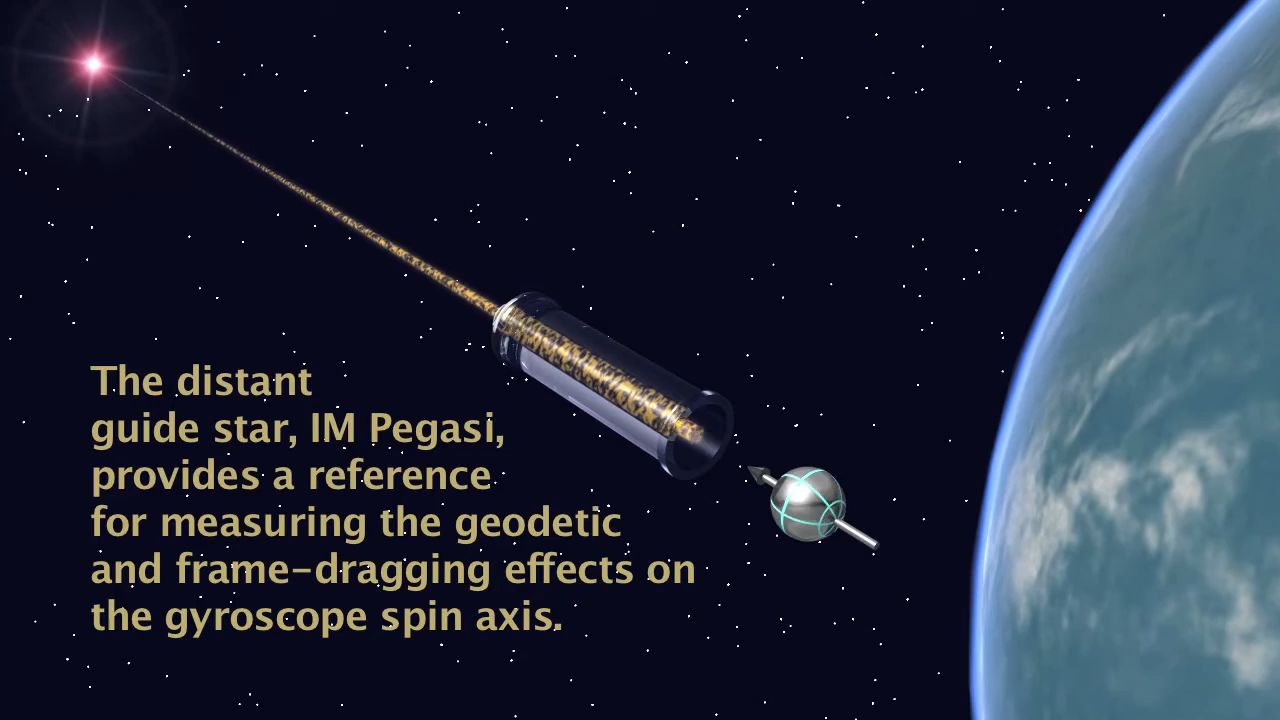 The distant
guide star, IM Pegasi,
provides a reference
for measuring the geodetic
and frame-dragging effects on
the gyroscope spin axis.